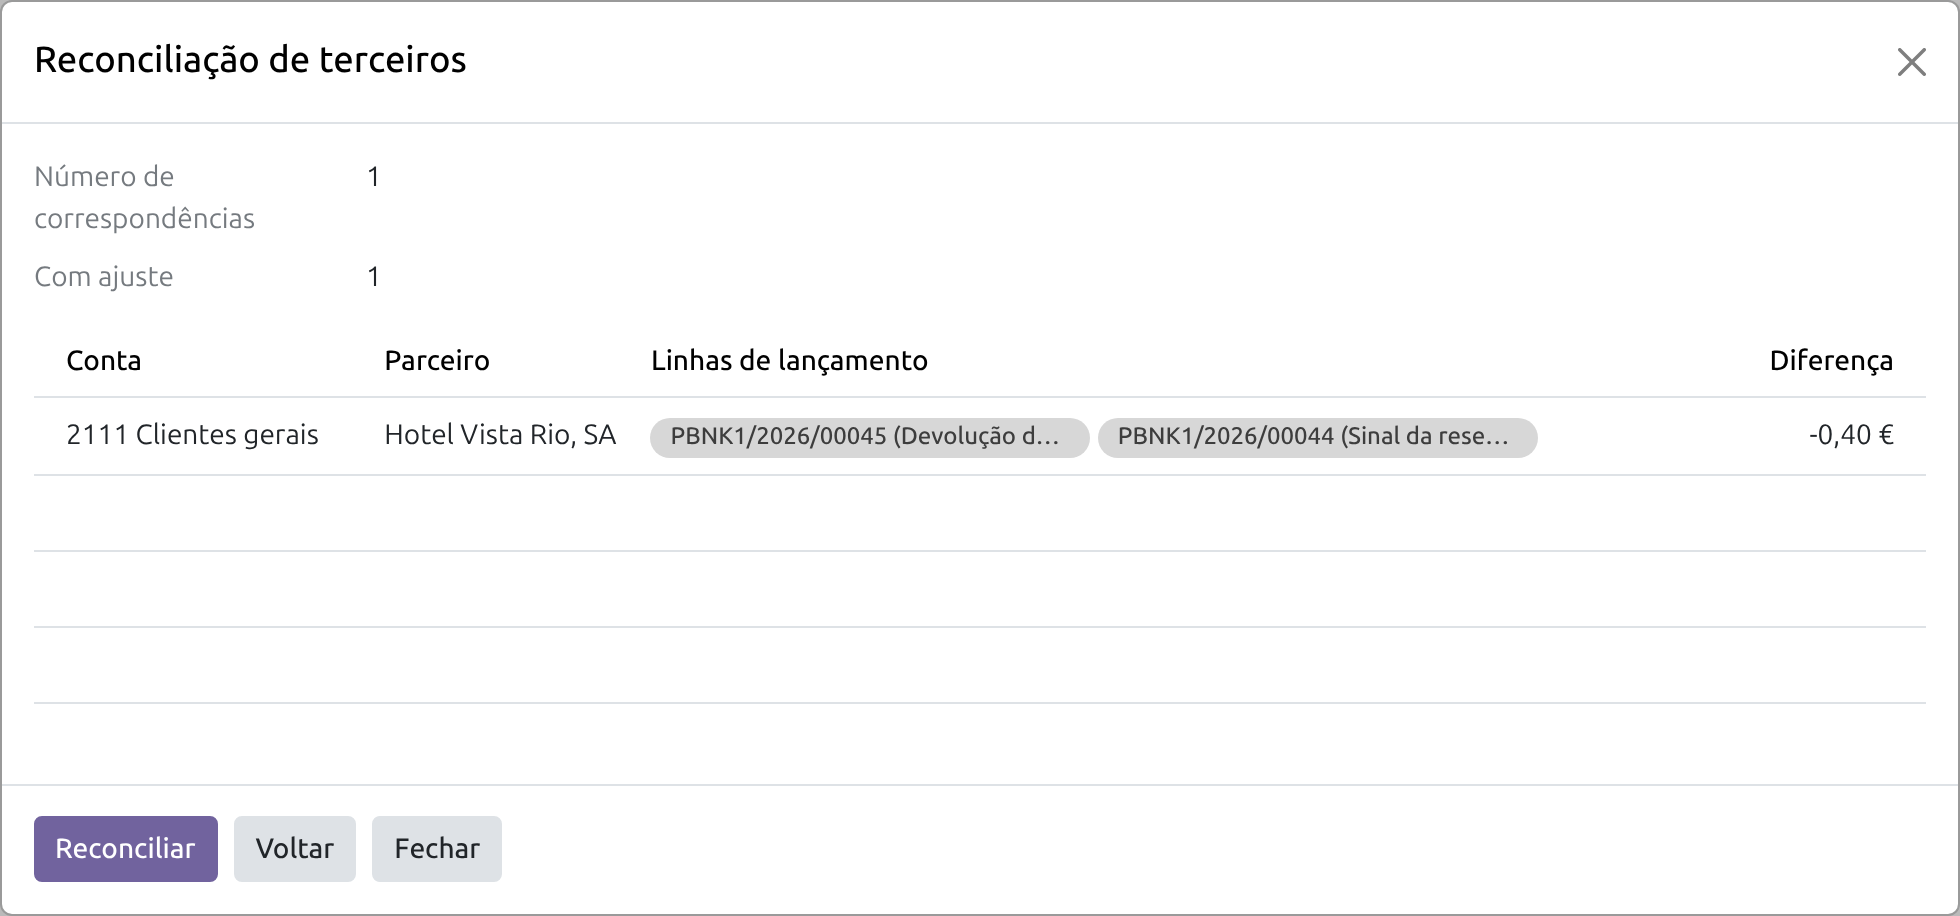 Reconciliação de terceiros
Número de
correspondências
1
Com ajuste
1
Conta
Parceiro
Linhas de lançamento
Diferença
2111 Clientes gerais
Hotel Vista Rio, SA
PBNK1/2026/00045 (Devolução d...
PBNK1/2026/00044 (Sinal da rese...
-0,40 €
Reconciliar
Voltar
Fechar